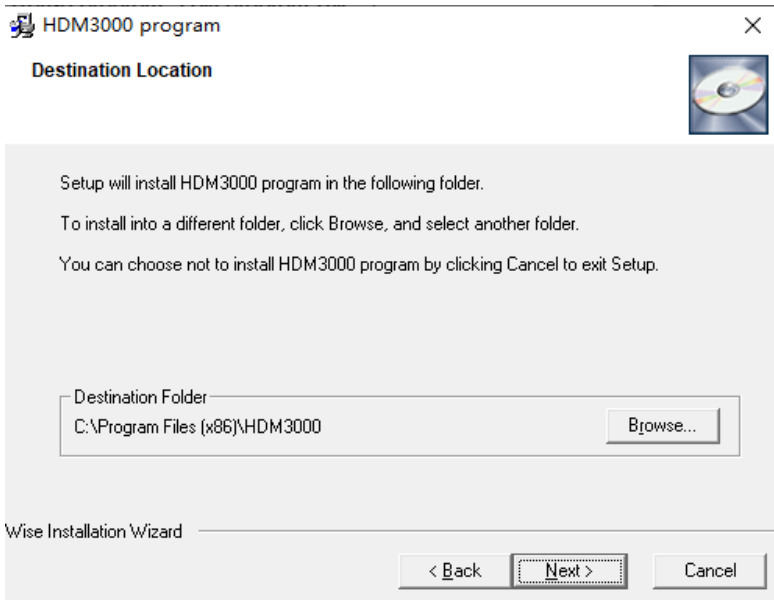 HDM3000 program
Destination Location
Setup will install HDM3000 program in the following folder.
To install into a different folder, click Browse, and select another folder.
You can choose not to install HDM3000 program by clicking Cancel to exit Setup.
Destination Folder
C:\Program Files (x86)\HDM3000
Browse...
Wise Installation Wizard
< Back
Next >
Cancel